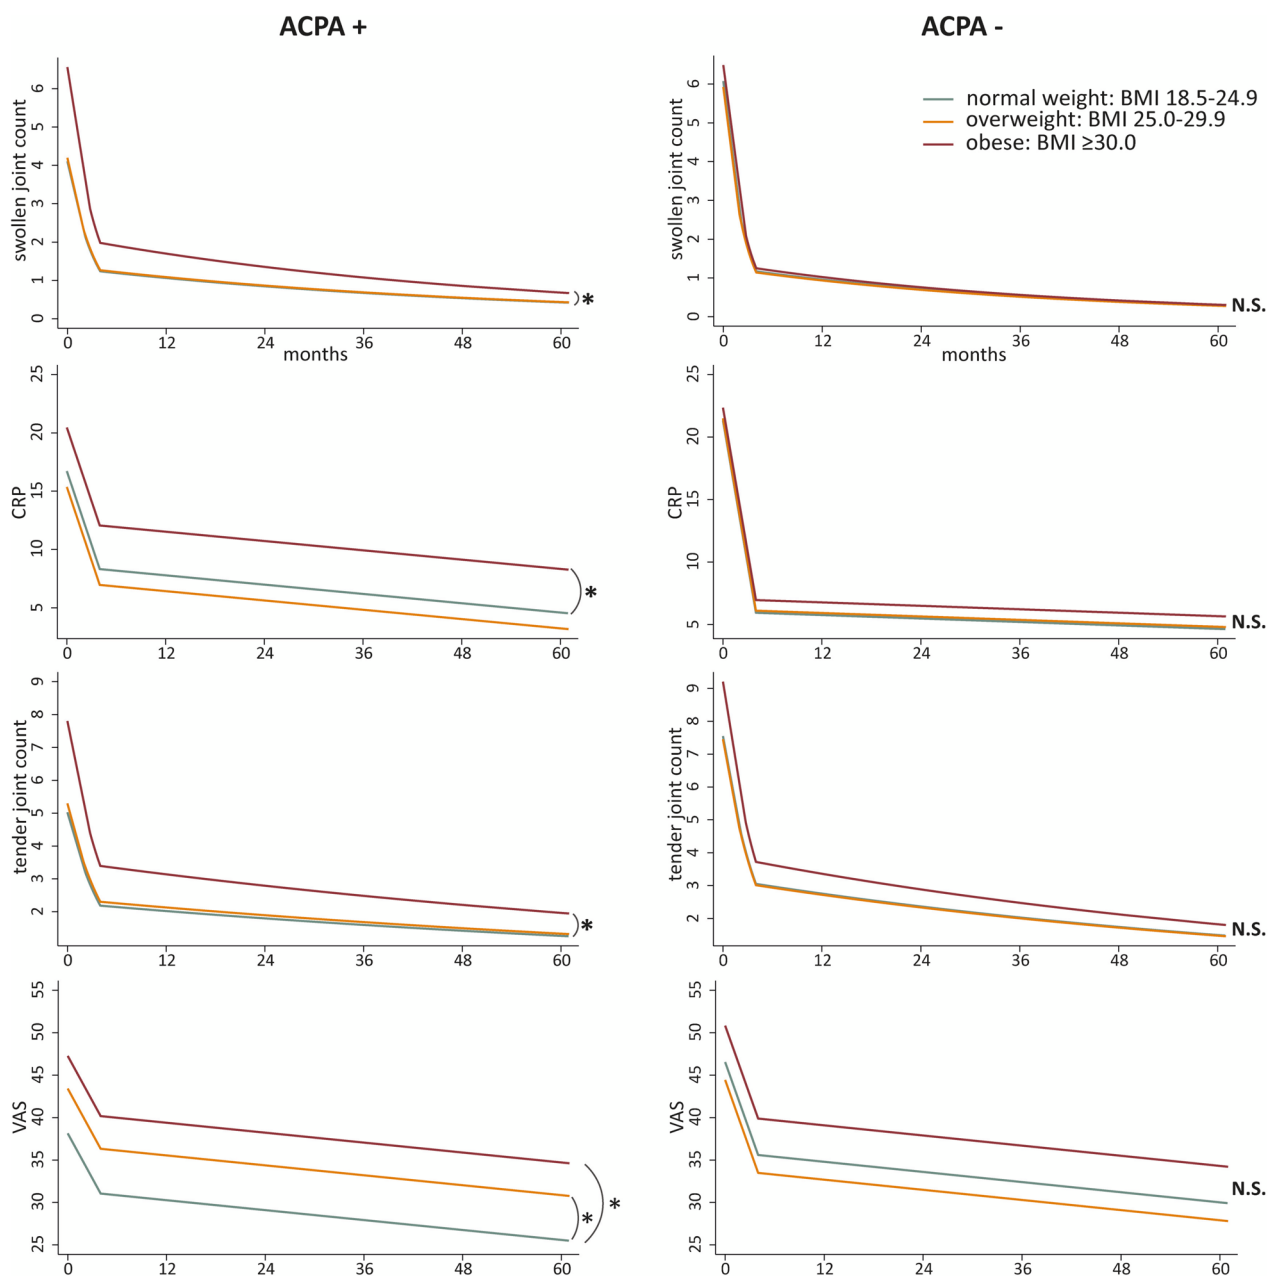 ACPA +
ACPA -
swollen joint count
6
5
4
3
2
1
0
0 12 24 36 48 60
months
*
swollen joint count
6
5
4
3
2
1
0
0 12 24 36 48 60
months
normal weight: BMI 18.5-24.9
overweight: BMI 25.0-29.9
obese: BMI ≥30.0
N.S.
CRP
25
20
15
10
5
0 12 24 36 48 60
*
CRP
25
20
15
10
5
0 12 24 36 48 60
N.S.
tender joint count
9
8
7
6
5
4
3
2
0 12 24 36 48 60
*
tender joint count
9
8
7
6
5
4
3
2
0 12 24 36 48 60
N.S.
VAS
55
50
45
40
35
30
25
0 12 24 36 48 60
*
*
VAS
55
50
45
40
35
30
25
0 12 24 36 48 60
N.S.